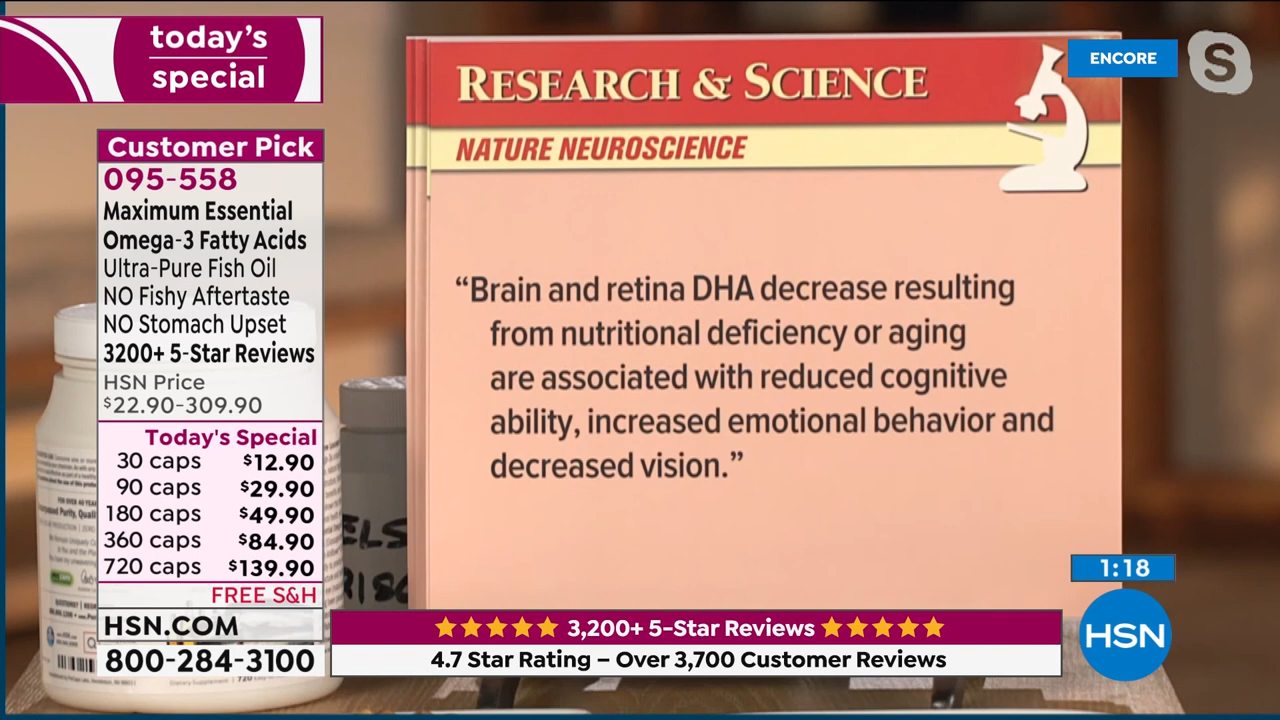 today's
special
Customer Pick
095-558
Maximum Essential
Omega-3 Fatty Acids
Ultra-Pure Fish Oil
NO Fishy Aftertaste
NO Stomach Upset
3200+ 5-Star Reviews
HSN Price
$22.90-309.90
Today's Special
30 caps $12.90
90 caps $29.90
180 caps $49.90
360 caps $84.90
720 caps $139.90
FREE S&H
HSN.COM
800-284-3100
RESEARCH & SCIENCE
NATURE NEUROSCIENCE
“Brain and retina DHA decrease resulting
from nutritional deficiency or aging
are associated with reduced cognitive
ability, increased emotional behavior and
decreased vision.”
ENCORE
S
1:18
HSN
3,200+ 5-Star Reviews
4.7 Star Rating – Over 3,700 Customer Reviews